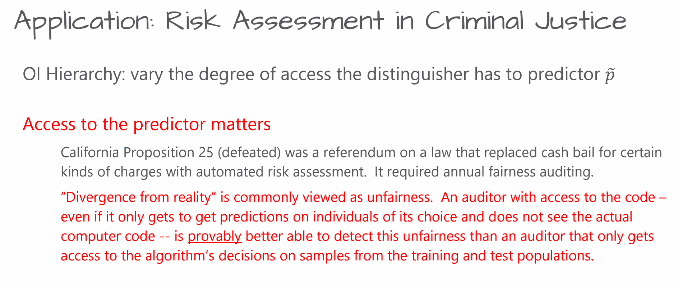 Application: Risk Assessment in Criminal Justice
OI Hierarchy: vary the degree of access the distinguisher has to predictor p̃
Access to the predictor matters
California Proposition 25 (defeated) was a referendum on a law that replaced cash bail for certain
kinds of charges with automated risk assessment.  It required annual fairness auditing.
"Divergence from reality" is commonly viewed as unfairness.  An auditor with access to the code –
even if it only gets to get predictions on individuals of its choice and does not see the actual
computer code -- is provably better able to detect this unfairness than an auditor that only gets
access to the algorithm's decisions on samples from the training and test populations.